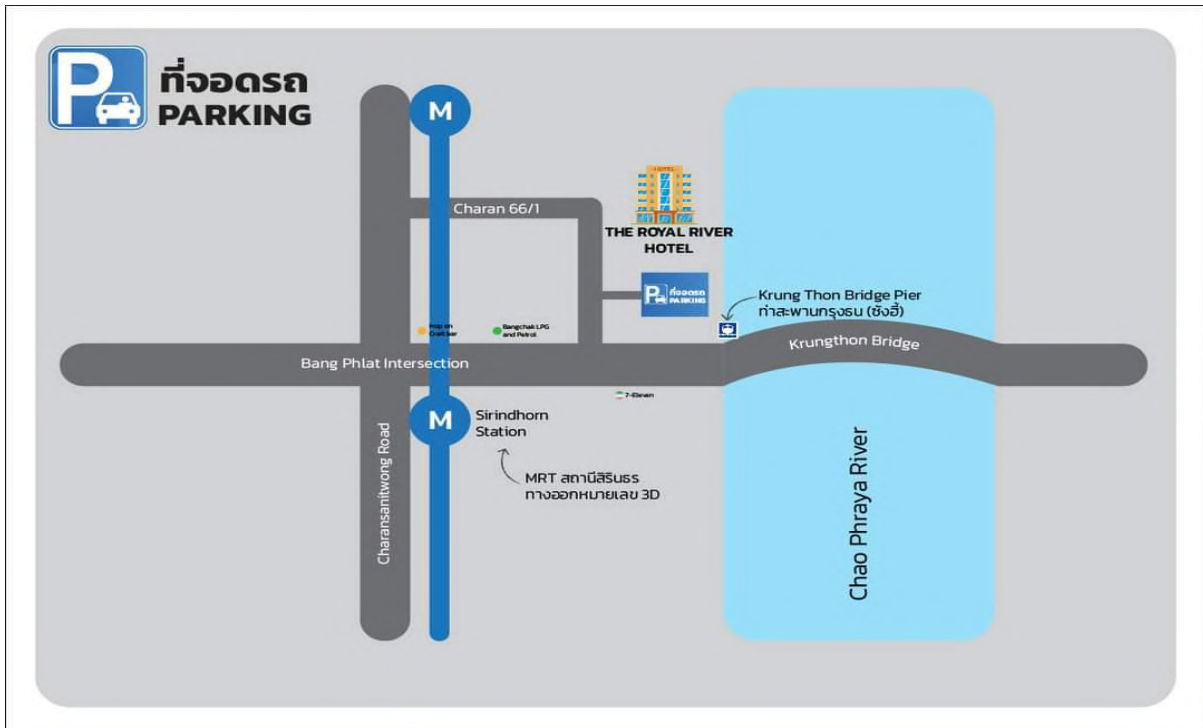 P
ที่จอดรถ
PARKING
M
HOTEL
Charan 66/1
THE ROYAL RIVER
HOTEL
P ที่จอดรถ
PARKING
Krung Thon Bridge Pier
ท่าสะพานกรุงธน (ซังฮี้)
Hop on
Craft bar
Bangchak LPG
and Petrol
Krungthon Bridge
Bang Phlat Intersection
7-Eleven
M
Sirindhorn
Station
MRT สถานีสิรินธร
ทางออกหมายเลข 3D
Charansanitwong Road
Chao Phraya River